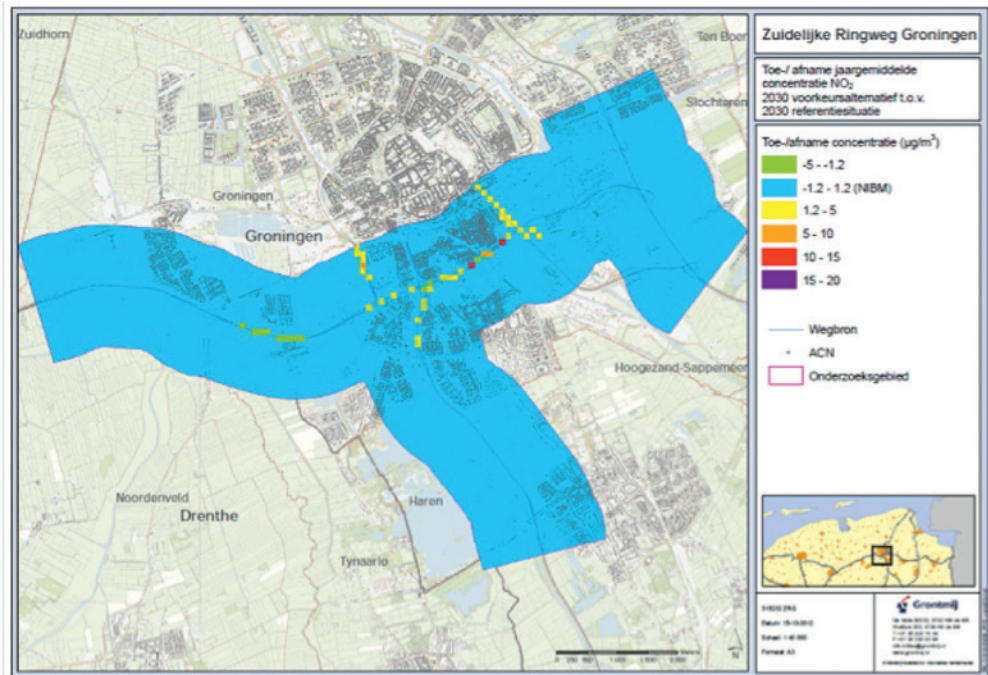 Zuidhorn
Ten Boer
Slochteren
Groningen
Groningen
Hoogezand-Sappemeer
Noordenveld
Drenthe
Haren
Tynaarlo
Zuidelijke Ringweg Groningen
Toe-/ afname jaargemiddelde
concentratie NO₂
2030 voorkeursalternatief t.o.v.
2030 referentiesituatie
Toe-/afname concentratie (µg/m³)
-5 - -1.2
-1.2 - 1.2 (NIBM)
1.2 - 5
5 - 10
10 - 15
15 - 20
Wegbron
ACN
Onderzoeksgebied
Formaat: A3
Grontmij